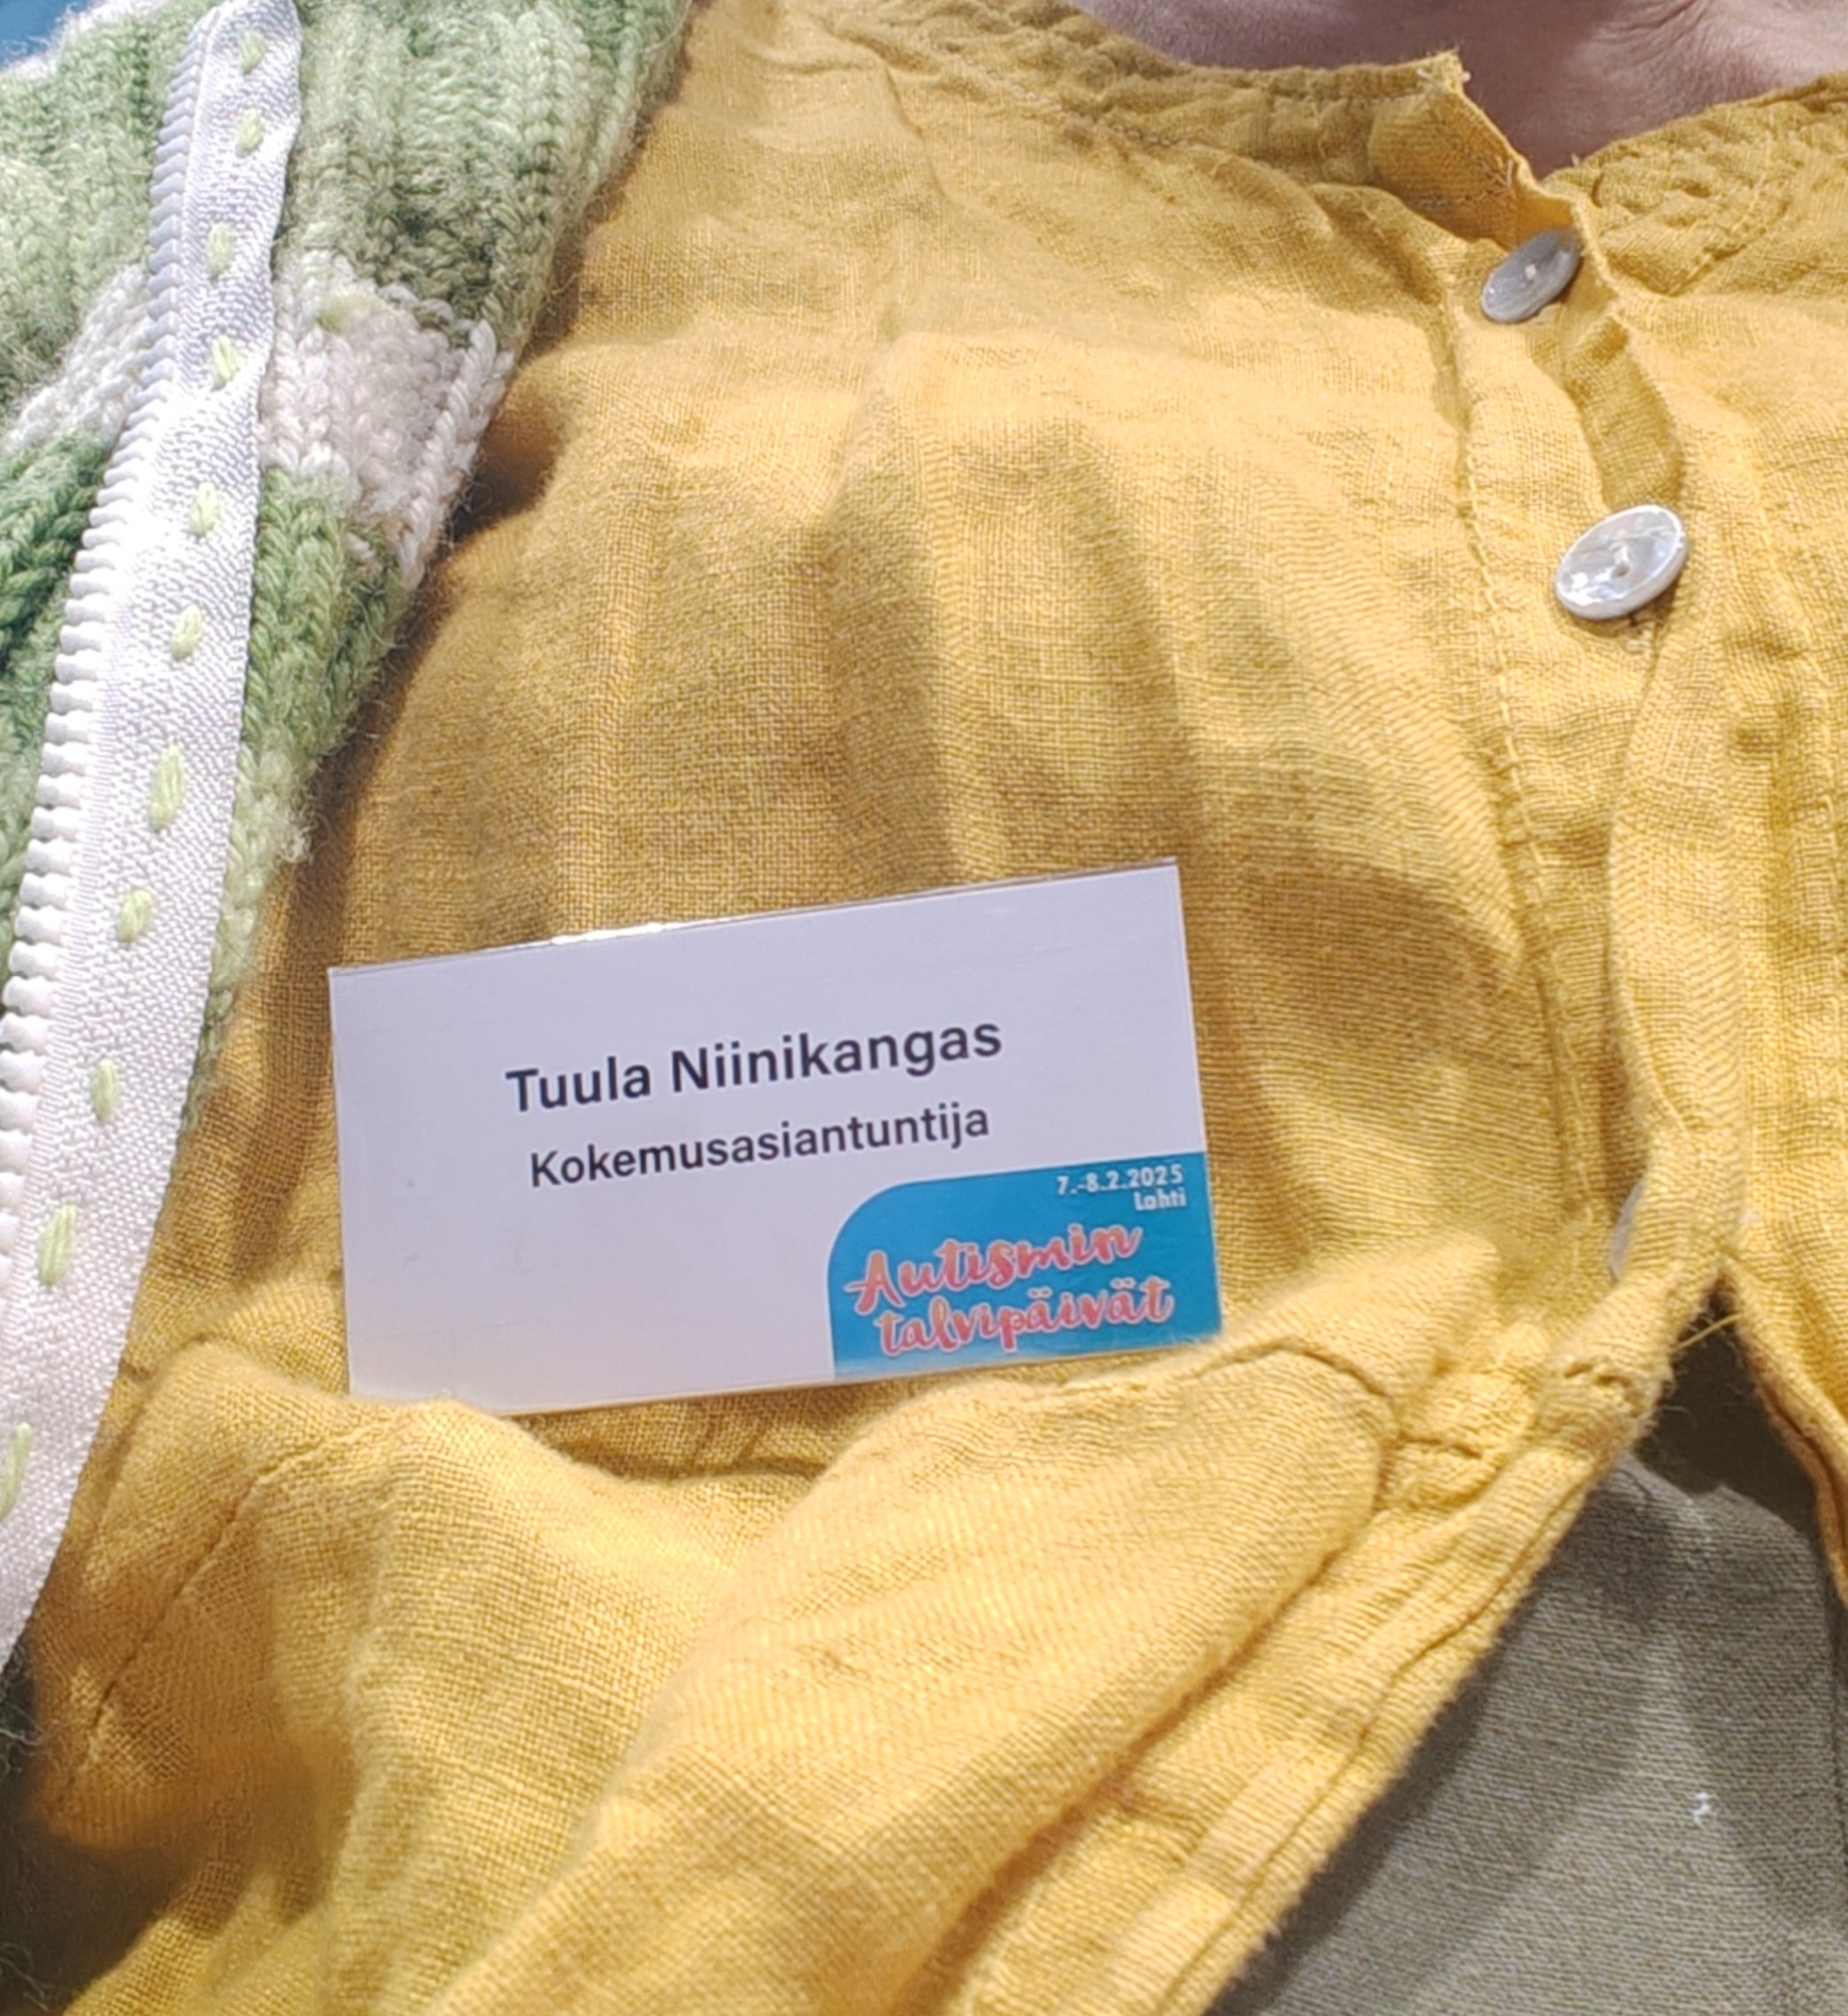 Tuula Niinikangas
Kokemusasiantuntija
7.-8.2.2025
Lahti
Autismin
talvipäivät